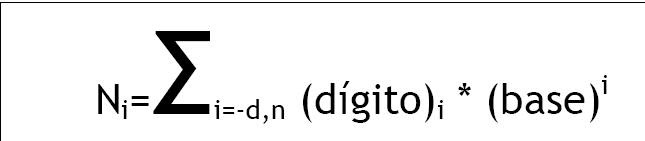 Nᵢ=∑ᵢ₌₋d,n (dígito)ᵢ * (base)ⁱ